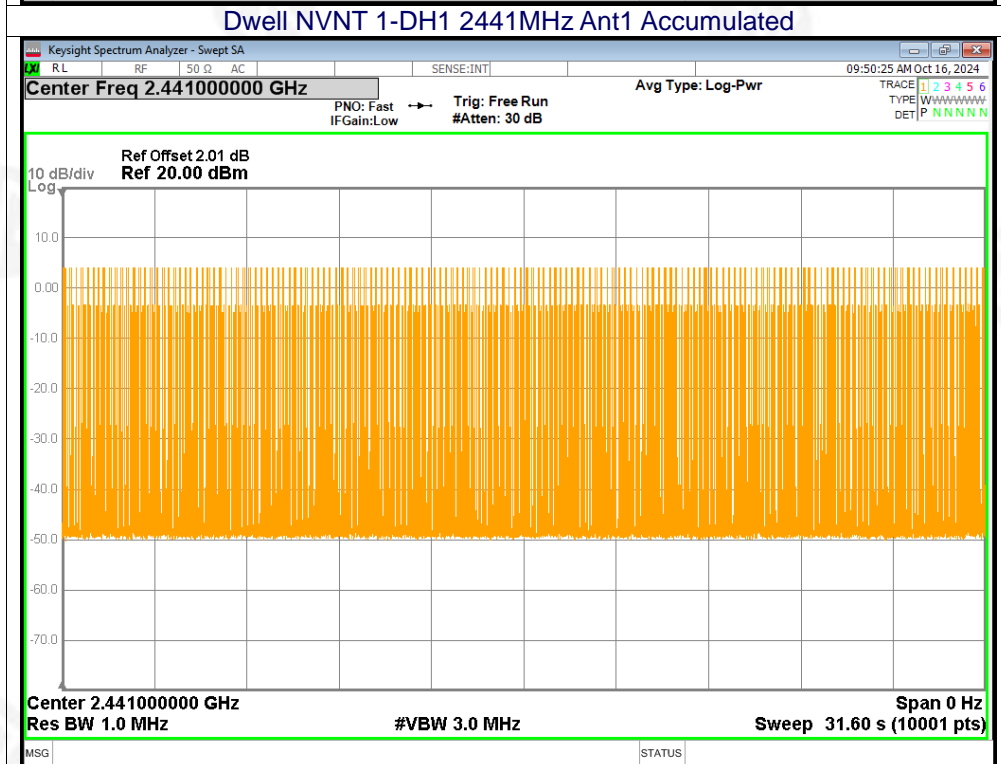 Dwell NVNT 1-DH1 2441MHz Ant1 Accumulated
Keysight Spectrum Analyzer - Swept SA
LXI RL RF 50 Ω AC SENSE:INT 09:50:25 AM Oct 16, 2024
Center Freq 2.441000000 GHz Avg Type: Log-Pwr TRACE 1 2 3 4 5 6
PNO: Fast Trig: Free Run TYPE WWWWWWW
IFGain:Low #Atten: 30 dB DET P N N N N N
Ref Offset 2.01 dB
10 dB/div Ref 20.00 dBm
Log
10.0
0.00
-10.0
-20.0
-30.0
-40.0
-50.0
-60.0
-70.0
Center 2.441000000 GHz Span 0 Hz
Res BW 1.0 MHz #VBW 3.0 MHz Sweep 31.60 s (10001 pts)
MSG STATUS